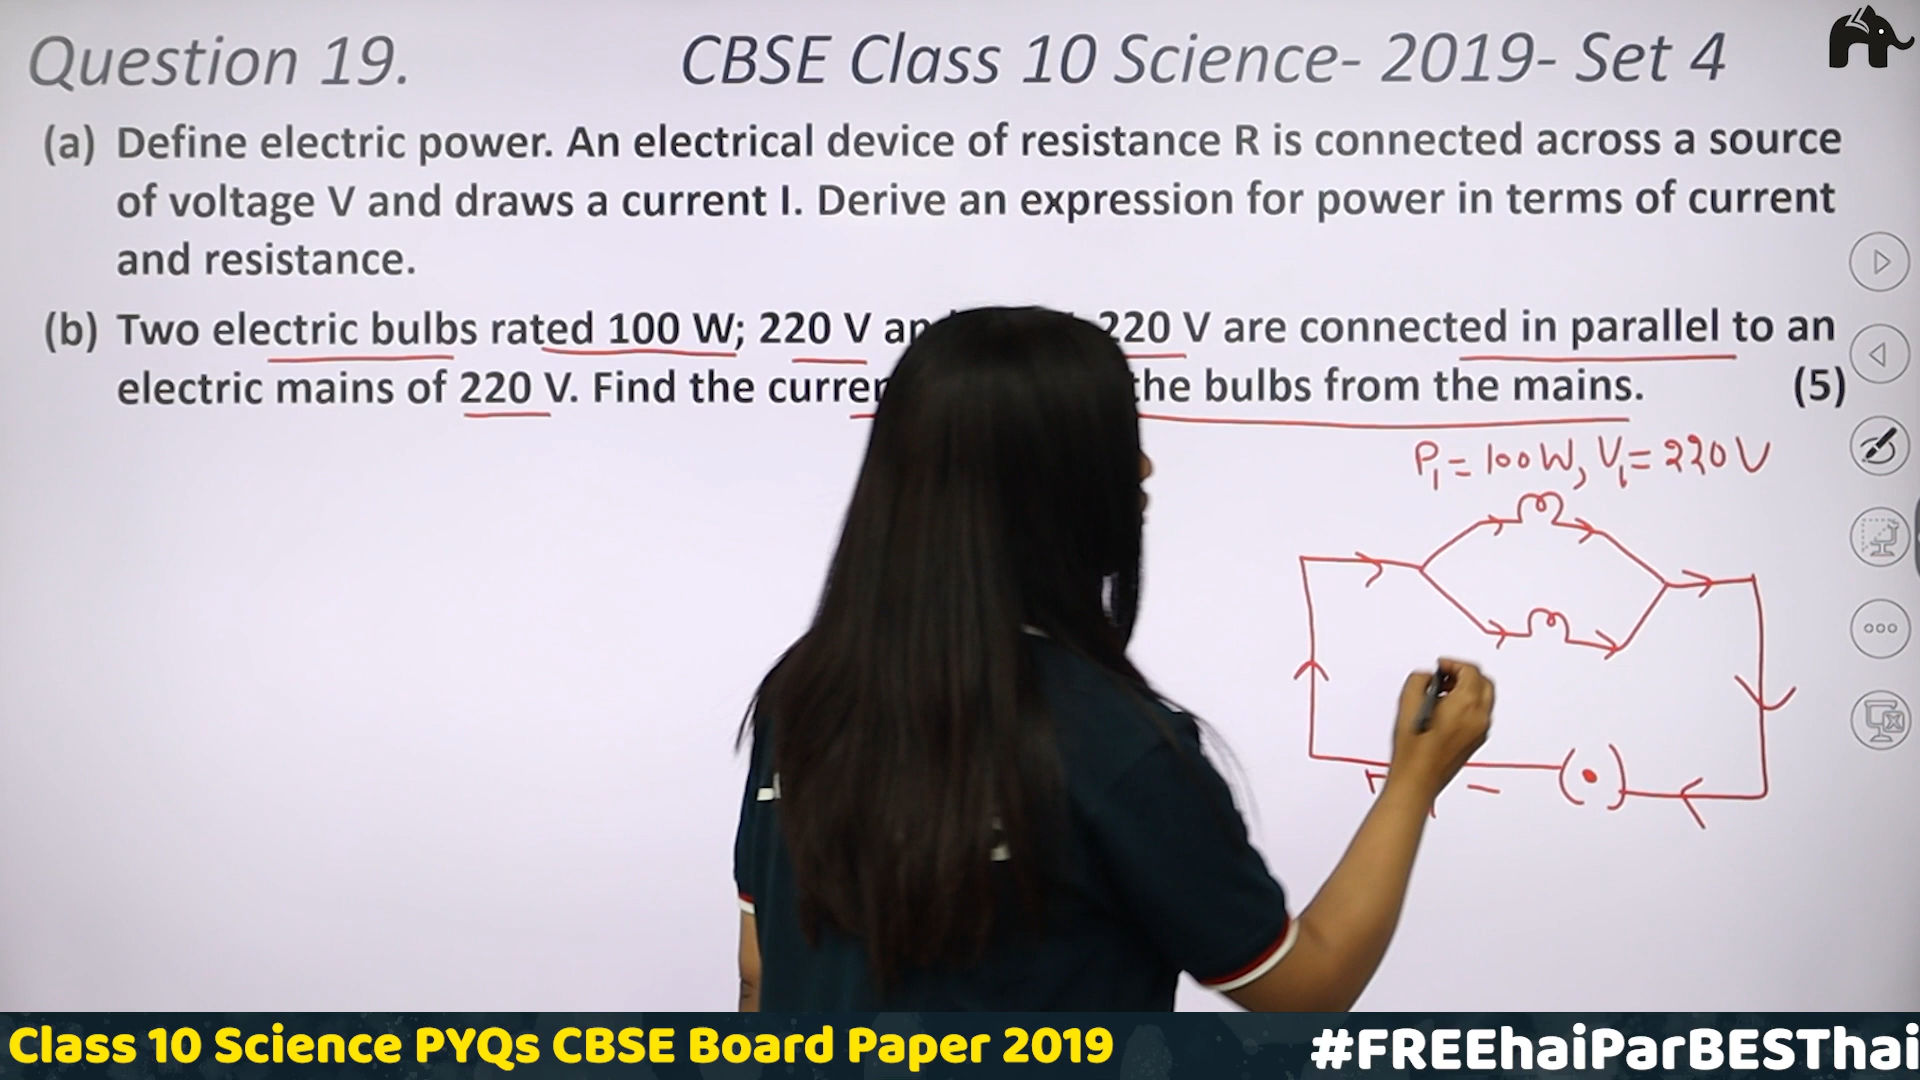 Question 19.
CBSE Class 10 Science- 2019- Set 4
(a) Define electric power. An electrical device of resistance R is connected across a source
of voltage V and draws a current I. Derive an expression for power in terms of current
and resistance.
(b) Two electric bulbs rated 100 W; 220 V 220 V are connected in parallel to an
electric mains of 220 V. Find the the bulbs from the mains. (5)
P₁ = 100W, V₁ = 220 V
Class 10 Science PYQs CBSE Board Paper 2019
#FREEhaiParBESThai